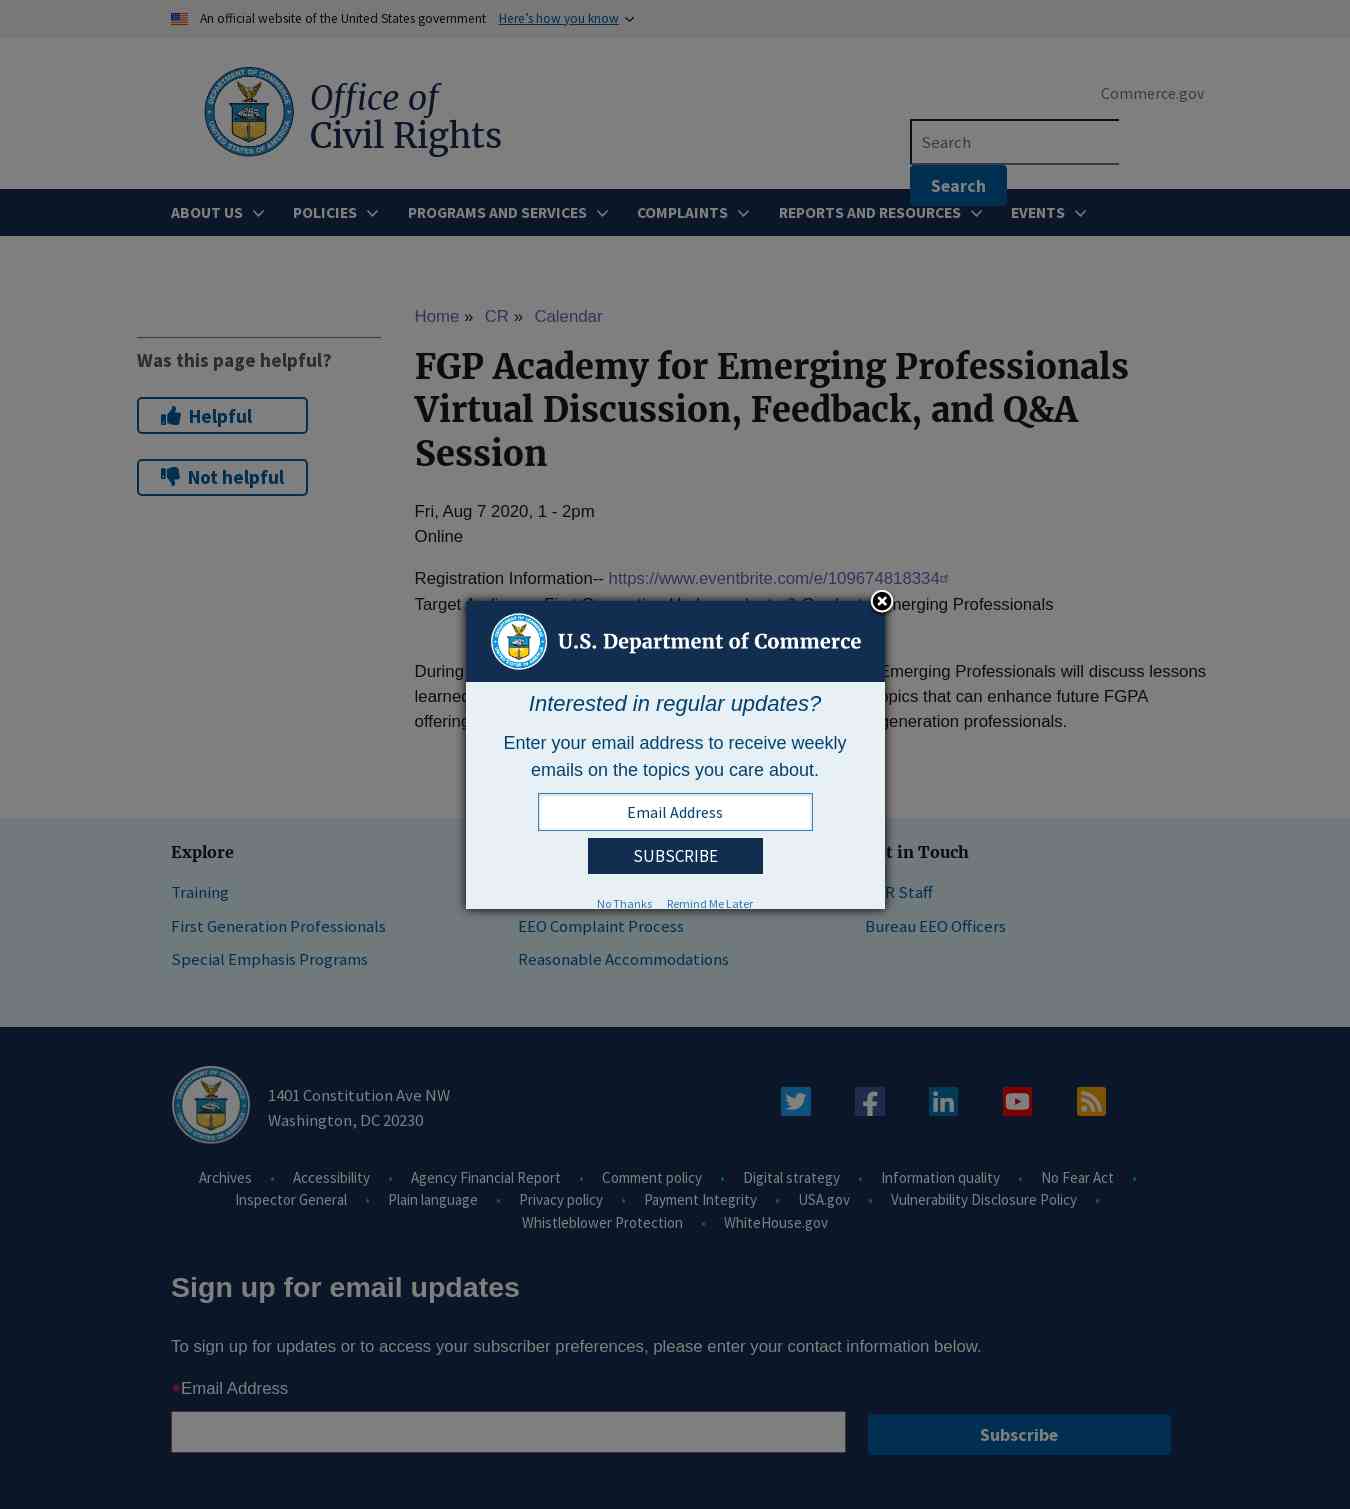 An official website of the United States government Here's how you know
Office of
Civil Rights
Commerce.gov
Search
Search
ABOUT US POLICIES PROGRAMS AND SERVICES COMPLAINTS REPORTS AND RESOURCES EVENTS
Was this page helpful?
Helpful
Not helpful
Home » CR » Calendar
FGP Academy for Emerging Professionals
Virtual Discussion, Feedback, and Q&A
Session
Fri, Aug 7 2020, 1 - 2pm
Online
Registration Information-- https://www.eventbrite.com/e/109674818334
Target Emerging Professionals
During Emerging Professionals will discuss lessons
that can enhance future FGPA
generation professionals.
U.S. Department of Commerce
Interested in regular updates?
Enter your email address to receive weekly
emails on the topics you care about.
Email Address
SUBSCRIBE
No Thanks Remind Me Later
Explore
Training
First Generation Professionals
Special Emphasis Programs
EEO Complaint Process
Reasonable Accommodations
in Touch
Staff
Bureau EEO Officers
1401 Constitution Ave NW
Washington, DC 20230
Archives • Accessibility • Agency Financial Report • Comment policy • Digital strategy • Information quality • No Fear Act •
Inspector General • Plain language • Privacy policy • Payment Integrity • USA.gov • Vulnerability Disclosure Policy •
Whistleblower Protection • WhiteHouse.gov
Sign up for email updates
To sign up for updates or to access your subscriber preferences, please enter your contact information below.
*Email Address
Subscribe